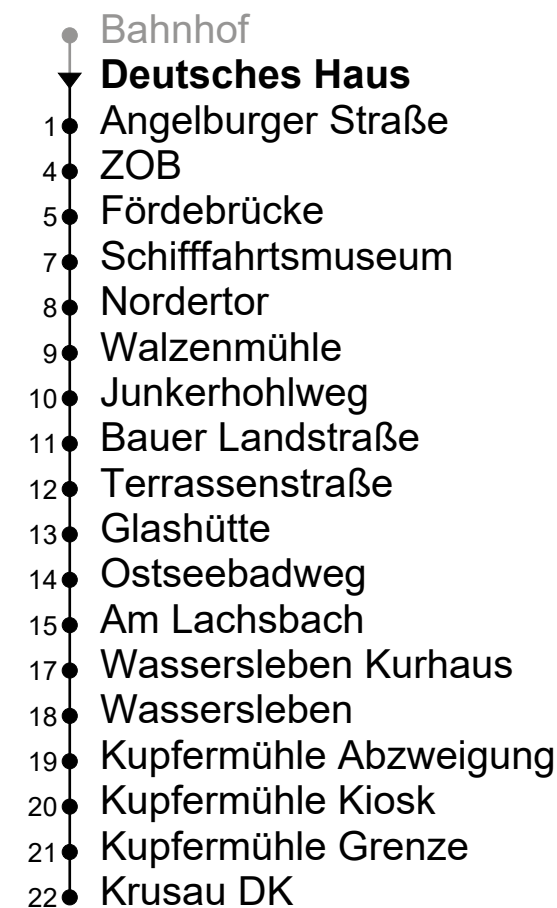 Bahnhof
Deutsches Haus
1 Angelburger Straße
4 ZOB
5 Fördebrücke
7 Schifffahrtsmuseum
8 Nordertor
9 Walzenmühle
10 Junkerhohlweg
11 Bauer Landstraße
12 Terrassenstraße
13 Glashütte
14 Ostseebadweg
15 Am Lachsbach
17 Wassersleben Kurhaus
18 Wassersleben
19 Kupfermühle Abzweigung
20 Kupfermühle Kiosk
21 Kupfermühle Grenze
22 Krusau DK